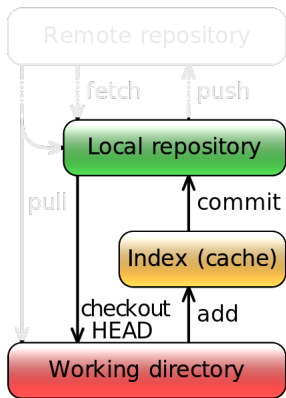 Remote repository
fetch
push
Local repository
pull
commit
Index (cache)
checkout
HEAD
add
Working directory